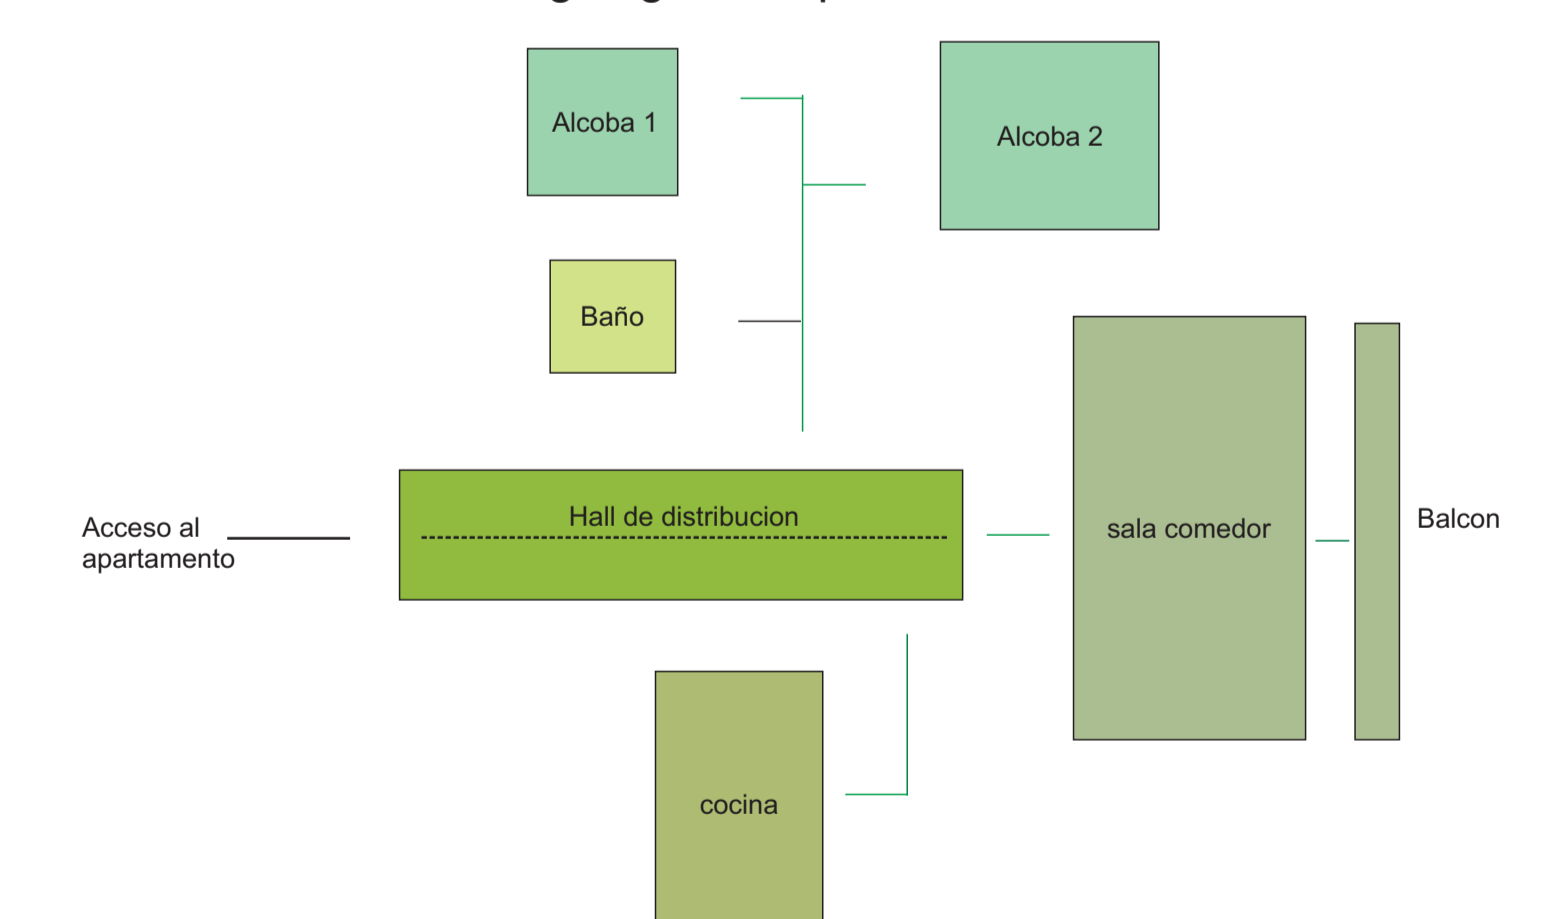 Alcoba 1
Alcoba 2
Baño
Hall de distribucion
Acceso al
apartamento
sala comedor
Balcon
cocina